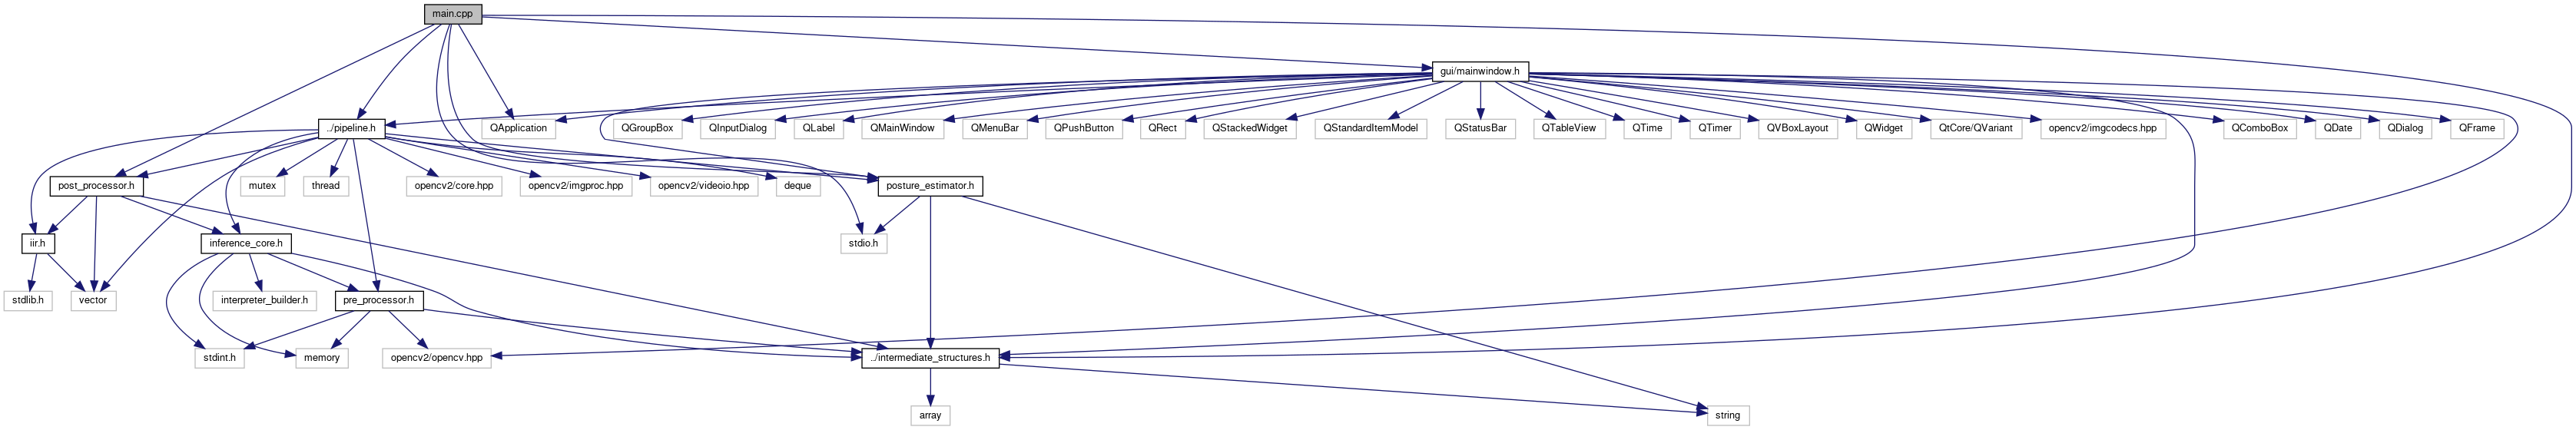 main.cpp
gui/mainwindow.h
../pipeline.h
QApplication
QGroupBox
QInputDialog
QLabel
QMainWindow
QMenuBar
QPushButton
QRect
QStackedWidget
QStandardItemModel
QStatusBar
QTableView
QTime
QTimer
QVBoxLayout
QWidget
QtCore/QVariant
opencv2/imgcodecs.hpp
QComboBox
QDate
QDialog
QFrame
post_processor.h
mutex
thread
opencv2/core.hpp
opencv2/imgproc.hpp
opencv2/videoio.hpp
deque
posture_estimator.h
iir.h
inference_core.h
stdio.h
stdlib.h
vector
interpreter_builder.h
pre_processor.h
stdint.h
memory
opencv2/opencv.hpp
../intermediate_structures.h
array
string